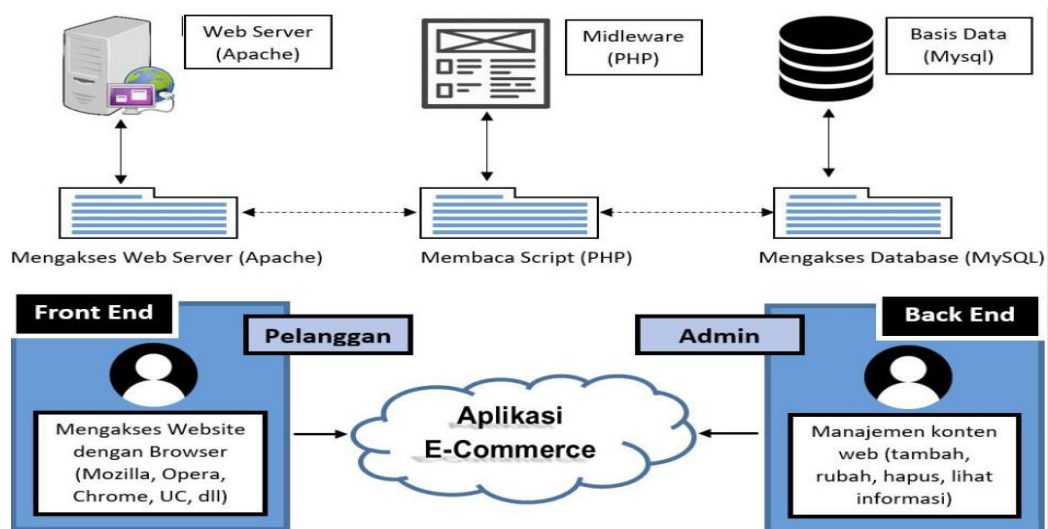 Web Server
(Apache)
Midleware
(PHP)
Basis Data
(Mysql)
Mengakses Web Server (Apache)
Membaca Script (PHP)
Mengakses Database (MySQL)
Front End
Pelanggan
Mengakses Website
dengan Browser
(Mozilla, Opera,
Chrome, UC, dll)
Aplikasi
E-Commerce
Admin
Back End
Manajemen konten
web (tambah,
rubah, hapus, lihat
informasi)